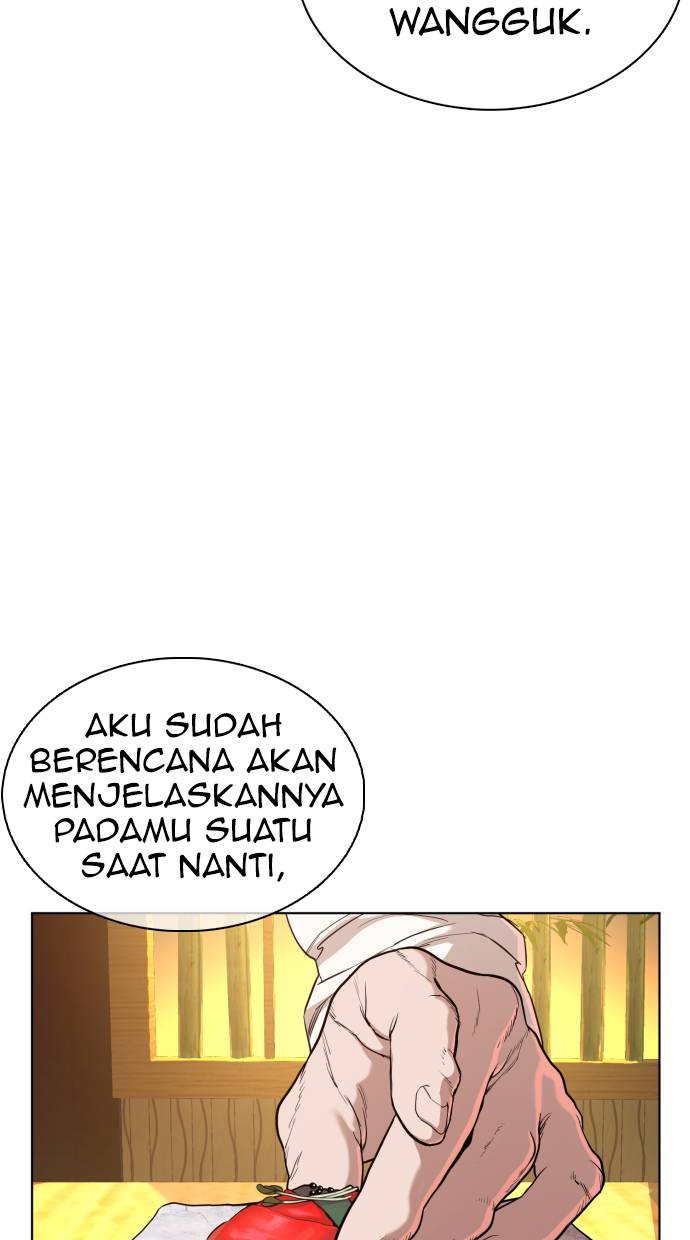 WANGGUK.
AKU SUDAH
BERENCANA AKAN
MENJELASKANNYA
PADAMU SUATU
SAAT NANTI,